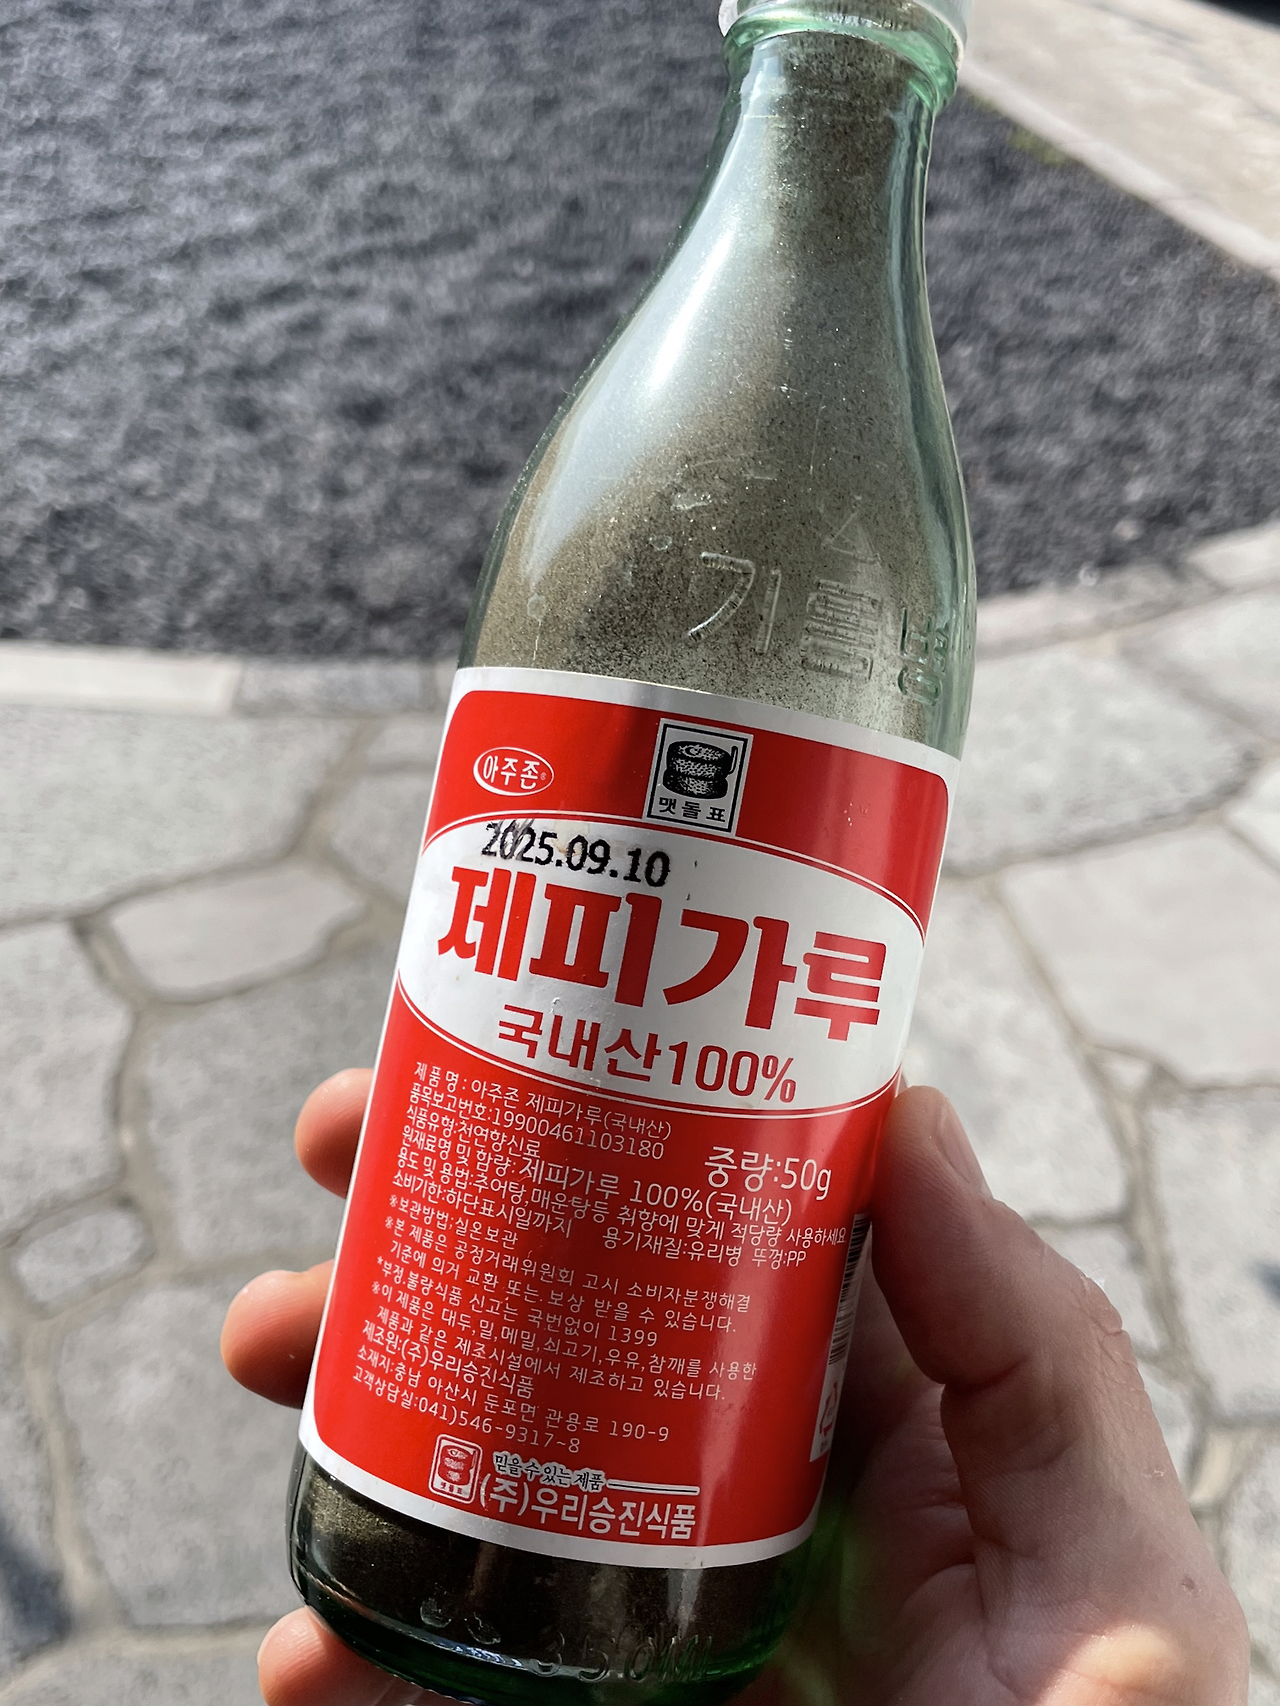 기름병
아주존®
맷돌표
2025.09.10
제피가루
국내산100%
제 품 명 : 아주존 제피가루(국내산)
품목보고번호:19900461103180
식품유형:천연향신료
중량:50g
원재료명 및 함량: 제피가루 100%(국내산)
용도 및 용법:추어탕,매운탕등 취향에 맞게 적당량 사용하세요
소비기한:하단표시일까지 용기재질:유리병 뚜껑:PP
※보관방법;실온보관
※본 제품은 공정거래위원회 고시 소비자분쟁해결
기준에 의거 교환 또는 보상 받을 수 있습니다.
*부정,불량식품 신고는 국번없이 1399
※이 제품은 대두,밀,메밀,쇠고기,우유,참깨를 사용한
제품과 같은 제조시설에서 제조하고 있습니다.
제조원:(주)우리승진식품
소재지:충남 아산시 둔포면 관용로 190-9
고객상담실:041)546-9317~8
맷돌표
믿을 수 있는 제품
(주)우리승진식품